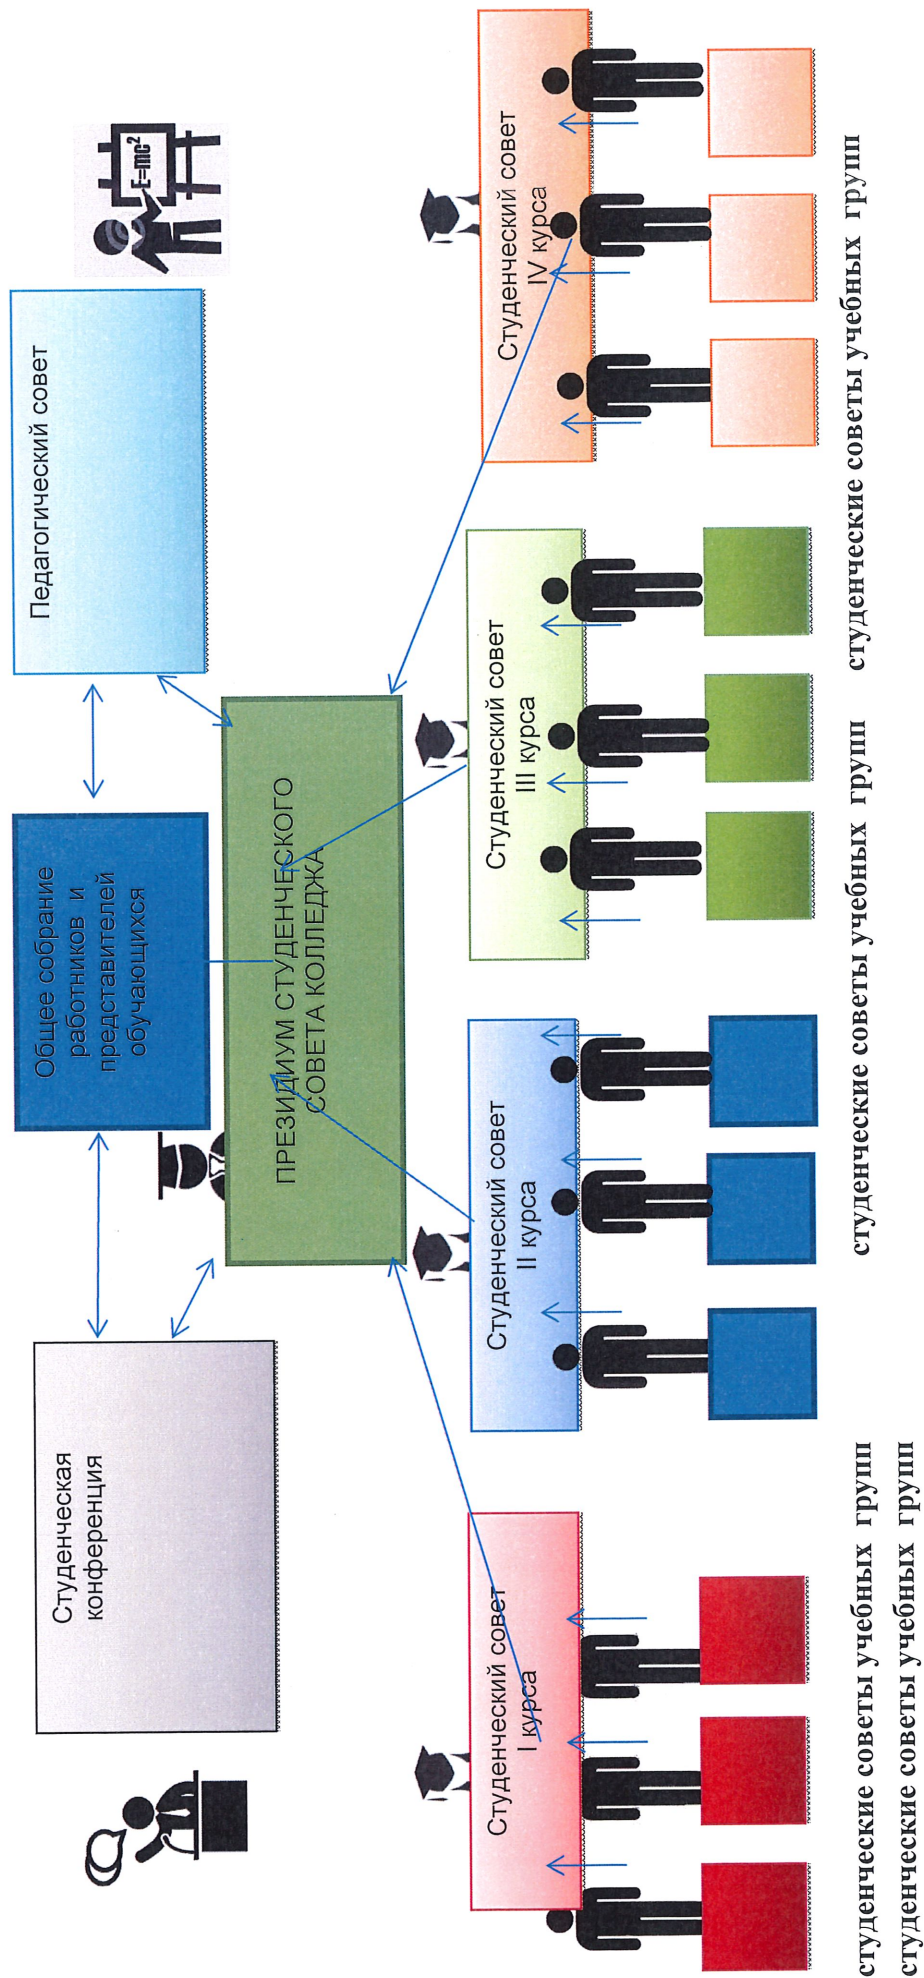 Студенческая
конференция
Общее собрание
работников и
представителей
обучающихся
Педагогический совет
E=mc²
ПРЕЗИДИУМ СТУДЕНЧЕСКОГО
СОВЕТА КОЛЛЕДЖА
Студенческий совет
I курса
Студенческий совет
II курса
Студенческий совет
III курса
Студенческий совет
IV курса
студенческие советы учебных групп
студенческие советы учебных групп
студенческие советы учебных групп
студенческие советы учебных групп